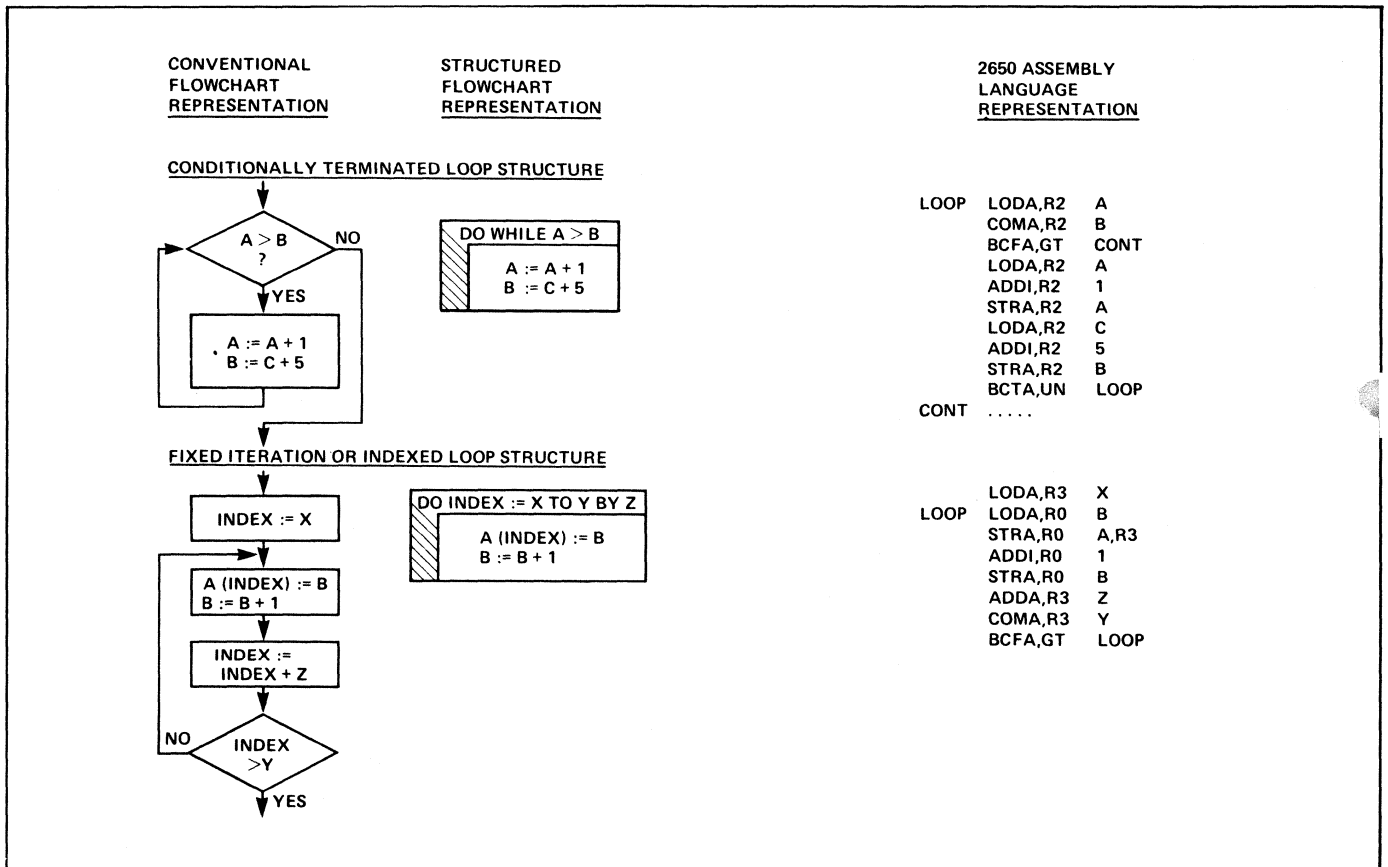 CONVENTIONAL
FLOWCHART
REPRESENTATION
STRUCTURED
FLOWCHART
REPRESENTATION
2650 ASSEMBLY
LANGUAGE
REPRESENTATION
CONDITIONALLY TERMINATED LOOP STRUCTURE
A > B
?
NO
YES
A := A + 1
B := C + 5
DO WHILE A > B
A := A + 1
B := C + 5
LOOP LODA,R2 A
COMA,R2 B
BCFA,GT CONT
LODA,R2 A
ADDI,R2 1
STRA,R2 A
LODA,R2 C
ADDI,R2 5
STRA,R2 B
BCTA,UN LOOP
CONT .....
FIXED ITERATION OR INDEXED LOOP STRUCTURE
INDEX := X
A (INDEX) := B
B := B + 1
INDEX :=
INDEX + Z
NO
INDEX
>Y
YES
DO INDEX := X TO Y BY Z
A (INDEX) := B
B := B + 1
LODA,R3 X
LOOP LODA,R0 B
STRA,R0 A,R3
ADDI,R0 1
STRA,R0 B
ADDA,R3 Z
COMA,R3 Y
BCFA,GT LOOP